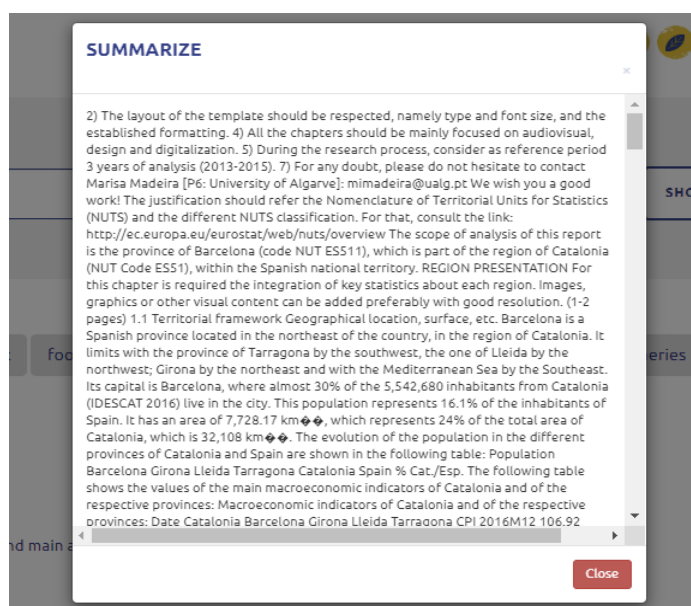 SUMMARIZE
×
2) The layout of the template should be respected, namely type and font size, and the
established formatting. 4) All the chapters should be mainly focused on audiovisual,
design and digitalization. 5) During the research process, consider as reference period
3 years of analysis (2013-2015). 7) For any doubt, please do not hesitate to contact
Marisa Madeira [P6: University of Algarve]: mimadeira@ualg.pt We wish you a good
work! The justification should refer the Nomenclature of Territorial Units for Statistics
(NUTS) and the different NUTS classification. For that, consult the link:
http://ec.europa.eu/eurostat/web/nuts/overview The scope of analysis of this report
is the province of Barcelona (code NUT ES511), which is part of the region of Catalonia
(NUT Code ES51), within the Spanish national territory. REGION PRESENTATION For
this chapter is required the integration of key statistics about each region. Images,
graphics or other visual content can be added preferably with good resolution. (1-2
pages) 1.1 Territorial framework Geographical location, surface, etc. Barcelona is a
Spanish province located in the northeast of the country, in the region of Catalonia. It
limits with the province of Tarragona by the southwest, the one of Lleida by the
northwest; Girona by the northeast and with the Mediterranean Sea by the Southeast.
Its capital is Barcelona, where almost 30% of the 5,542,680 inhabitants from Catalonia
(IDESCAT 2016) live in the city. This population represents 16.1% of the inhabitants of
Spain. It has an area of 7,728.17 km��, which represents 24% of the total area of
Catalonia, which is 32,108 km��. The evolution of the population in the different
provinces of Catalonia and Spain are shown in the following table: Population
Barcelona Girona Lleida Tarragona Catalonia Spain % Cat./Esp. The following table
shows the values of the main macroeconomic indicators of Catalonia and of the
respective provinces: Macroeconomic indicators of Catalonia and of the respective
provinces: Date Catalonia Barcelona Girona Lleida Tarragona CPI 2016M12 106.92
Close
SHO
foo
eries
nd main a